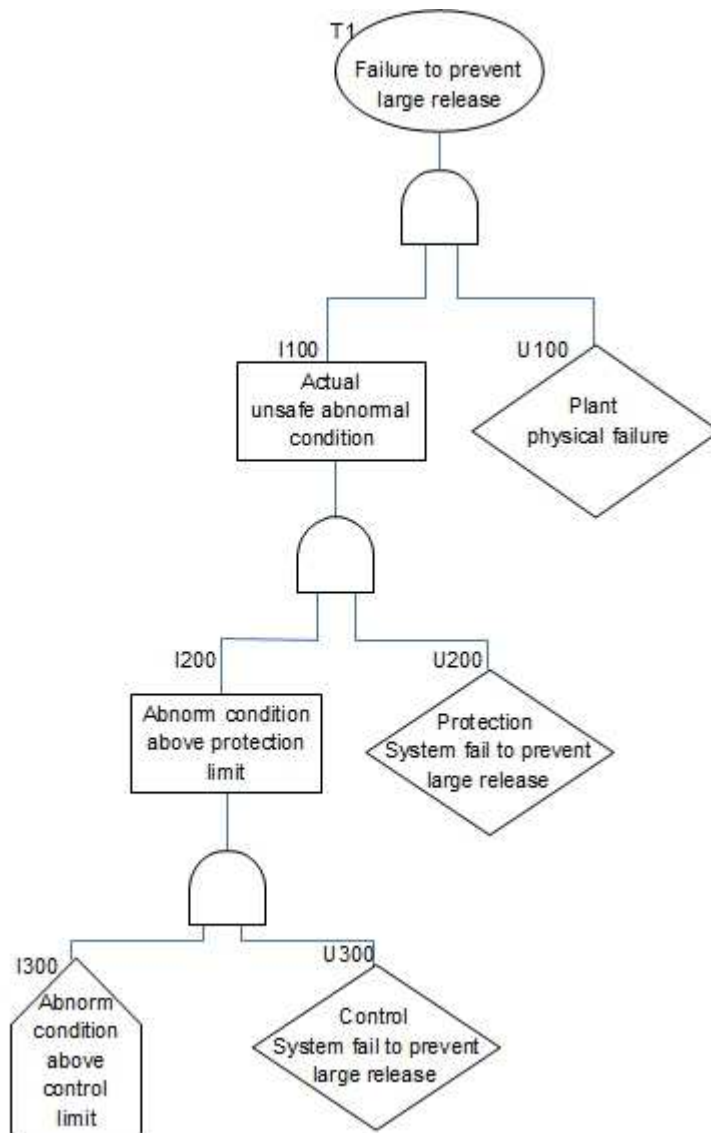 T1
Failure to prevent
large release
I100
Actual
unsafe abnormal
condition
U100
Plant
physical failure
I200
Abnorm condition
above protection
limit
U200
Protection
System fail to prevent
large release
I300
Abnorm
condition
above
control
limit
U300
Control
System fail to prevent
large release